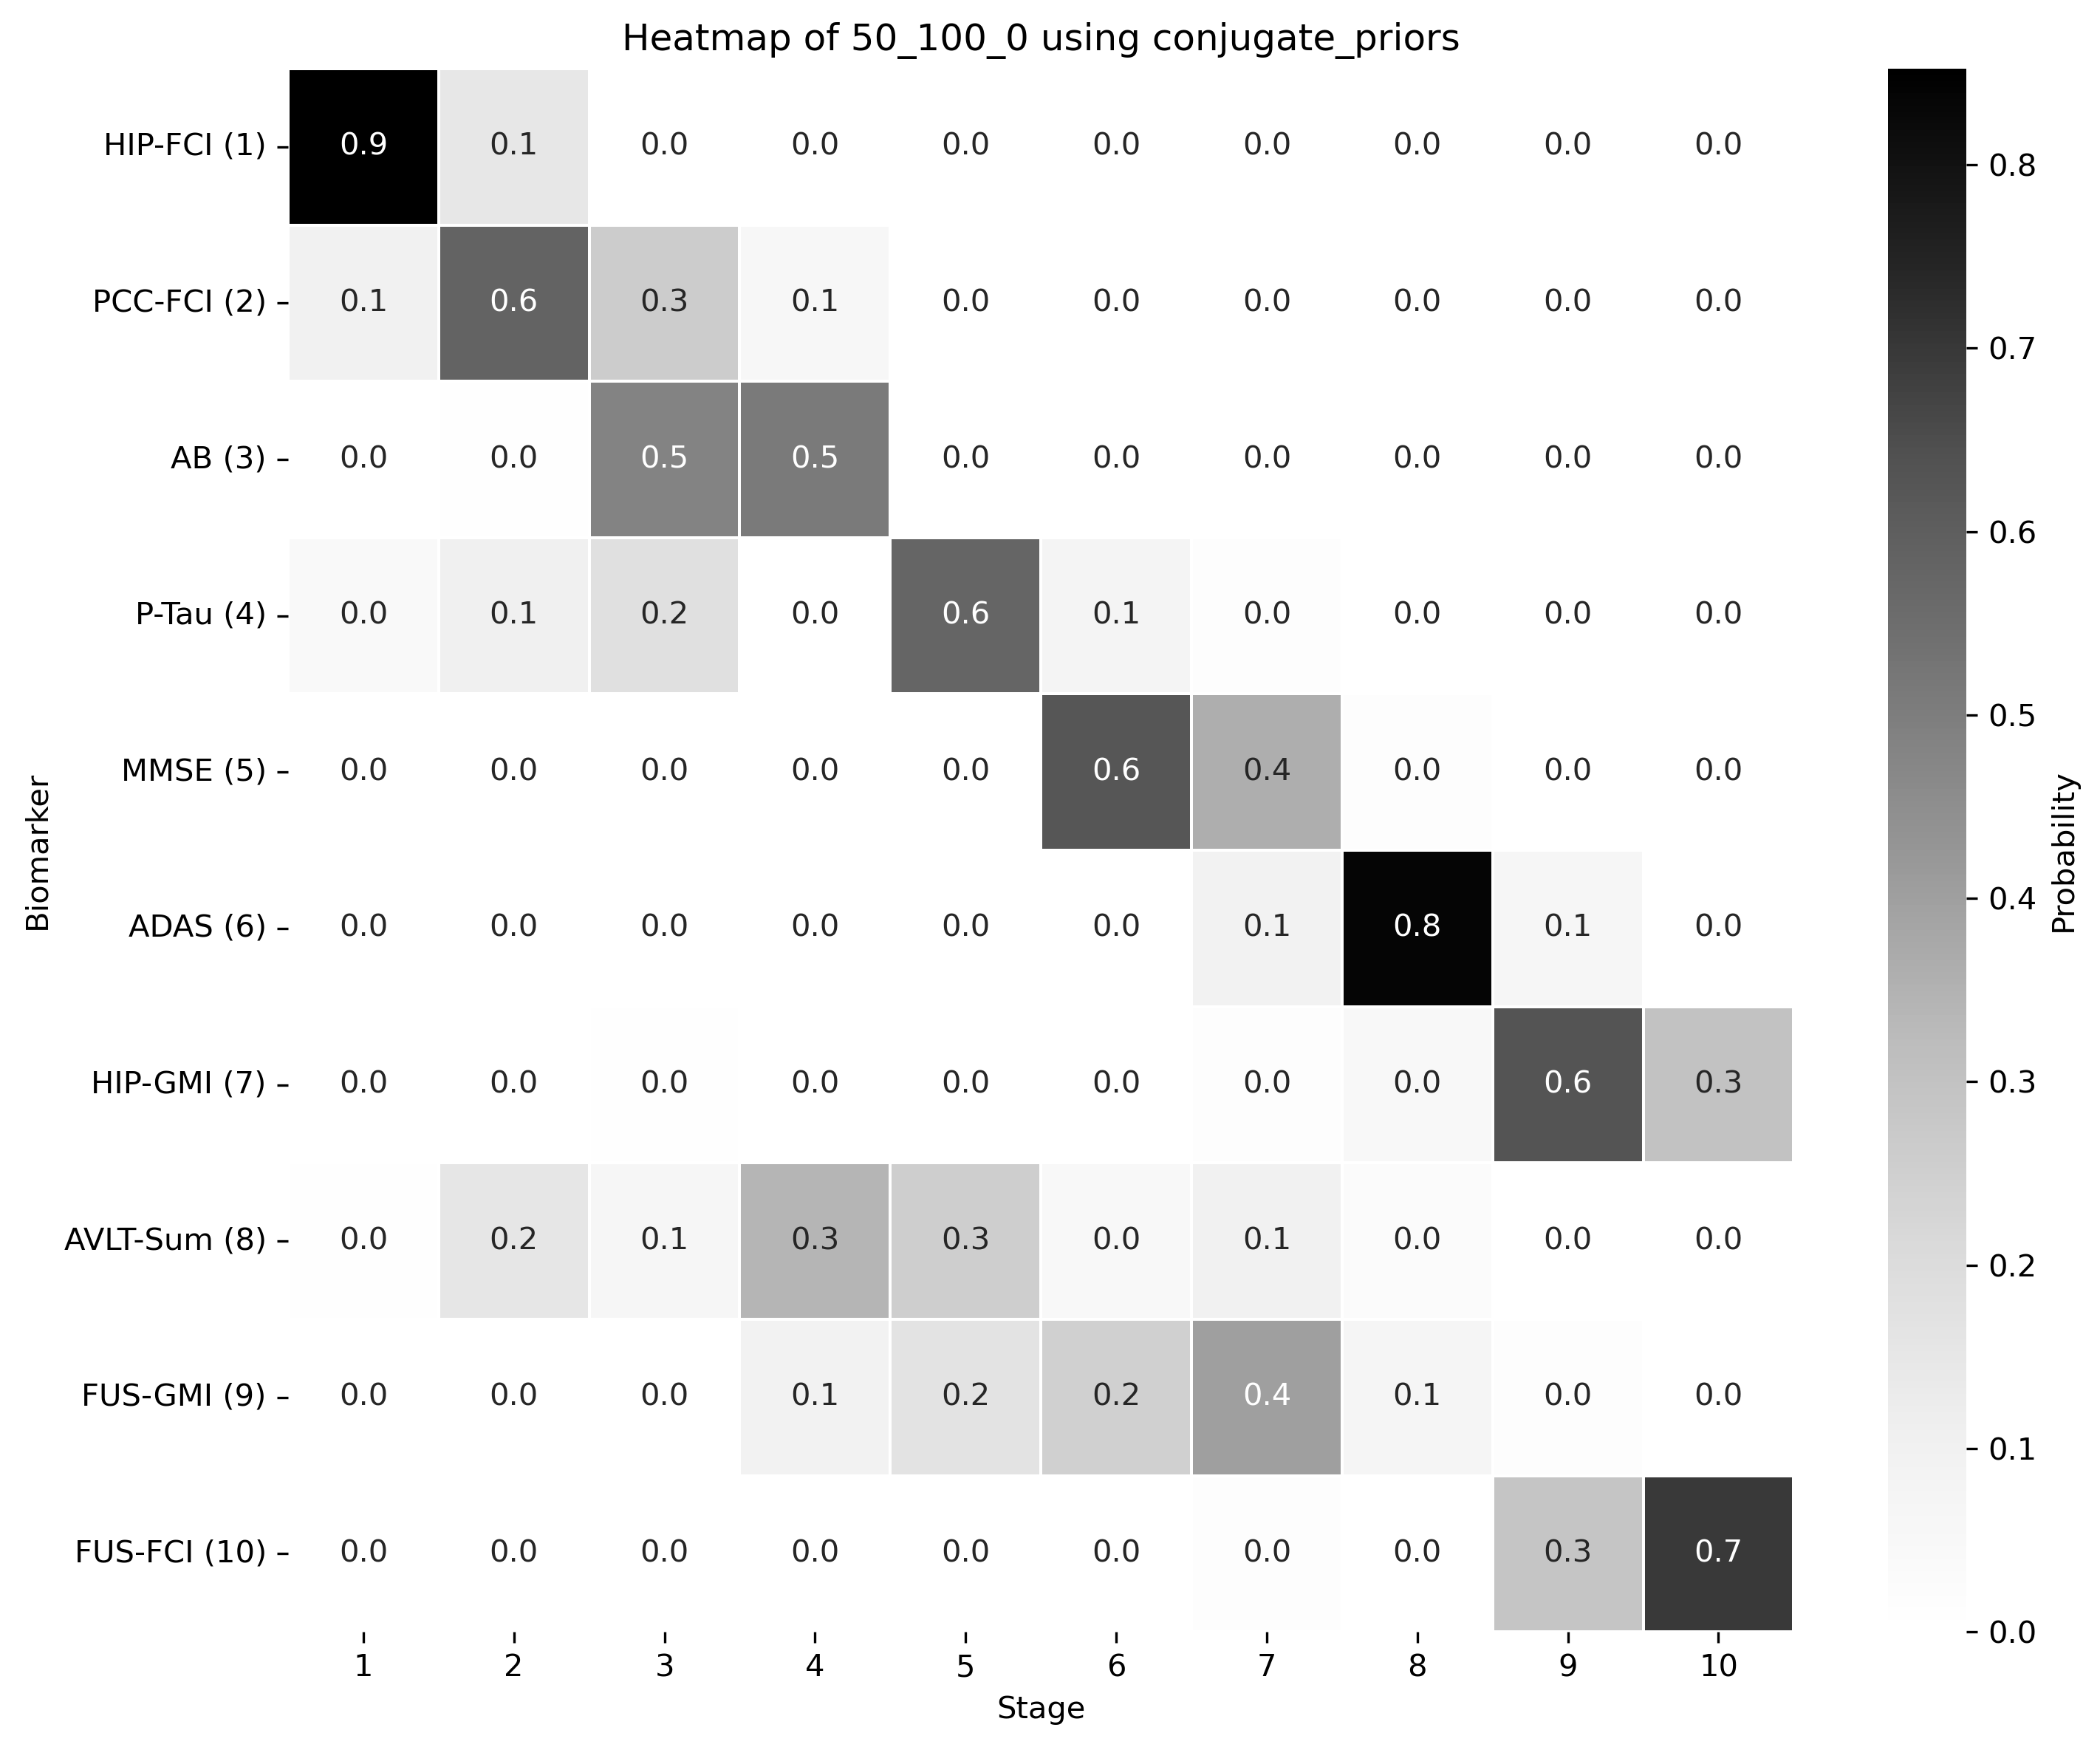 Heatmap of 50_100_0 using conjugate_priors
HIP-FCI (1) 0.9 0.1 0.0 0.0 0.0 0.0 0.0 0.0 0.0 0.0
PCC-FCI (2) 0.1 0.6 0.3 0.1 0.0 0.0 0.0 0.0 0.0 0.0
AB (3) 0.0 0.0 0.5 0.5 0.0 0.0 0.0 0.0 0.0 0.0
P-Tau (4) 0.0 0.1 0.2 0.0 0.6 0.1 0.0 0.0 0.0 0.0
MMSE (5) 0.0 0.0 0.0 0.0 0.0 0.6 0.4 0.0 0.0 0.0
ADAS (6) 0.0 0.0 0.0 0.0 0.0 0.0 0.1 0.8 0.1 0.0
HIP-GMI (7) 0.0 0.0 0.0 0.0 0.0 0.0 0.0 0.0 0.6 0.3
AVLT-Sum (8) 0.0 0.2 0.1 0.3 0.3 0.0 0.1 0.0 0.0 0.0
FUS-GMI (9) 0.0 0.0 0.0 0.1 0.2 0.2 0.4 0.1 0.0 0.0
FUS-FCI (10) 0.0 0.0 0.0 0.0 0.0 0.0 0.0 0.0 0.3 0.7
1 2 3 4 5 6 7 8 9 10
Stage
Biomarker
0.8
0.7
0.6
0.5
0.4
0.3
0.2
0.1
0.0
Probability